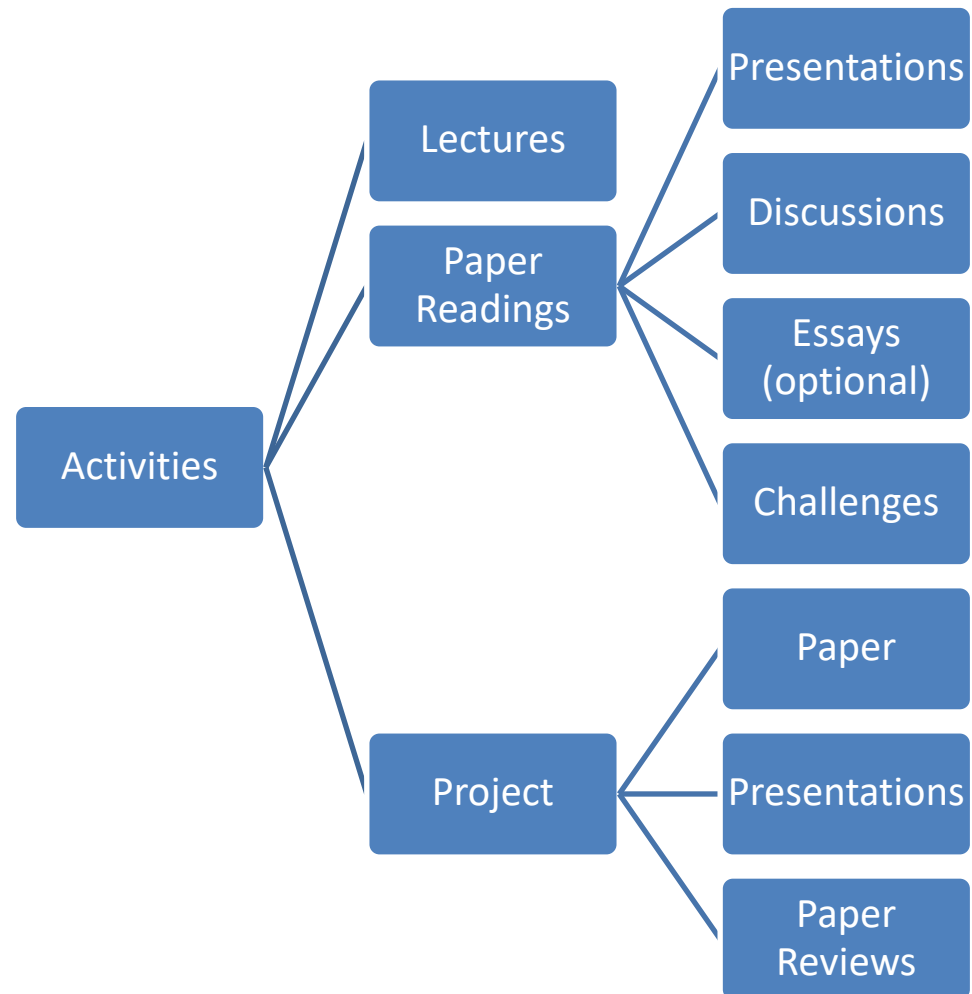 Activities
Lectures
Paper
Readings
Presentations
Discussions
Essays
(optional)
Challenges
Project
Paper
Presentations
Paper
Reviews